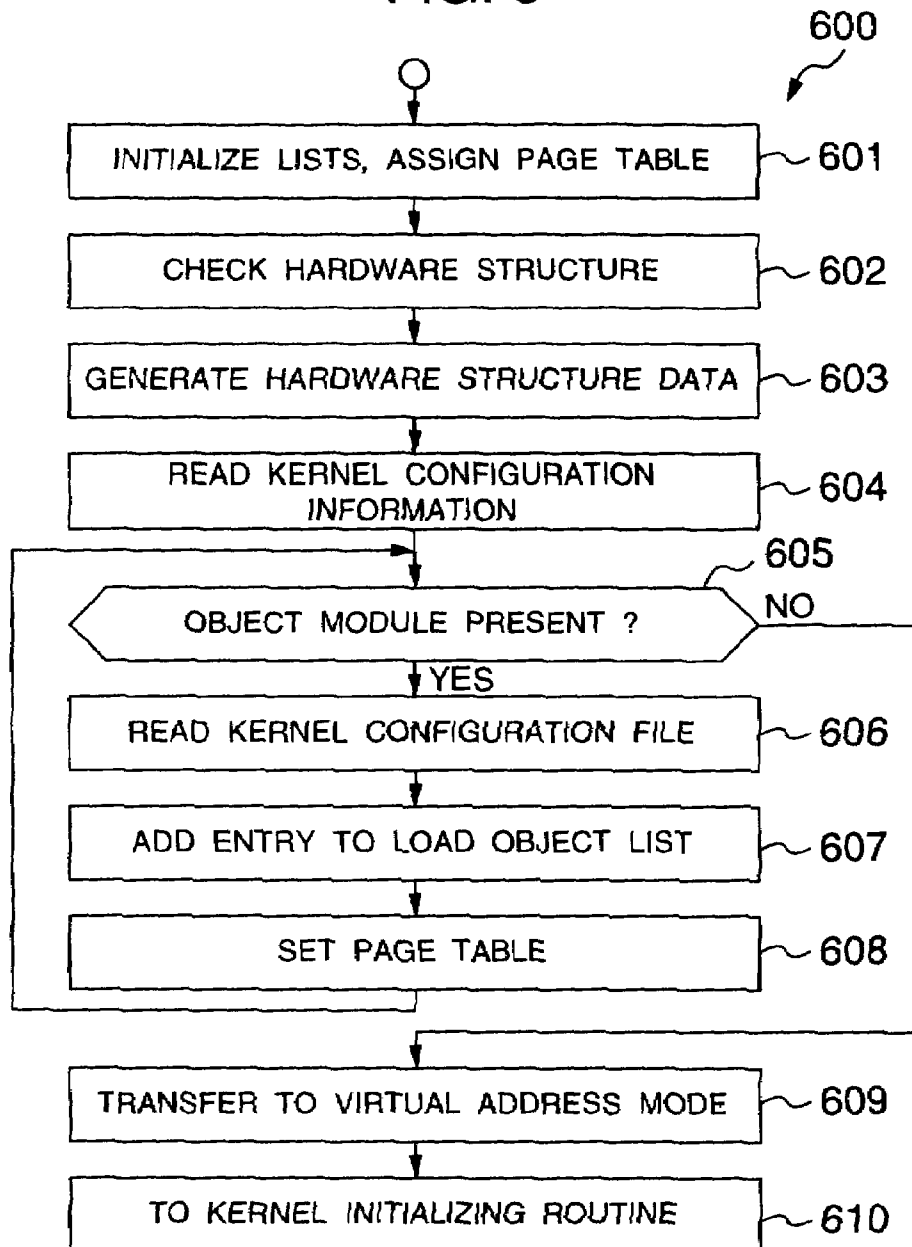 600
INITIALIZE LISTS, ASSIGN PAGE TABLE 601
CHECK HARDWARE STRUCTURE 602
GENERATE HARDWARE STRUCTURE DATA 603
READ KERNEL CONFIGURATION
INFORMATION 604
605
OBJECT MODULE PRESENT ? NO
YES
READ KERNEL CONFIGURATION FILE 606
ADD ENTRY TO LOAD OBJECT LIST 607
SET PAGE TABLE 608
TRANSFER TO VIRTUAL ADDRESS MODE 609
TO KERNEL INITIALIZING ROUTINE 610